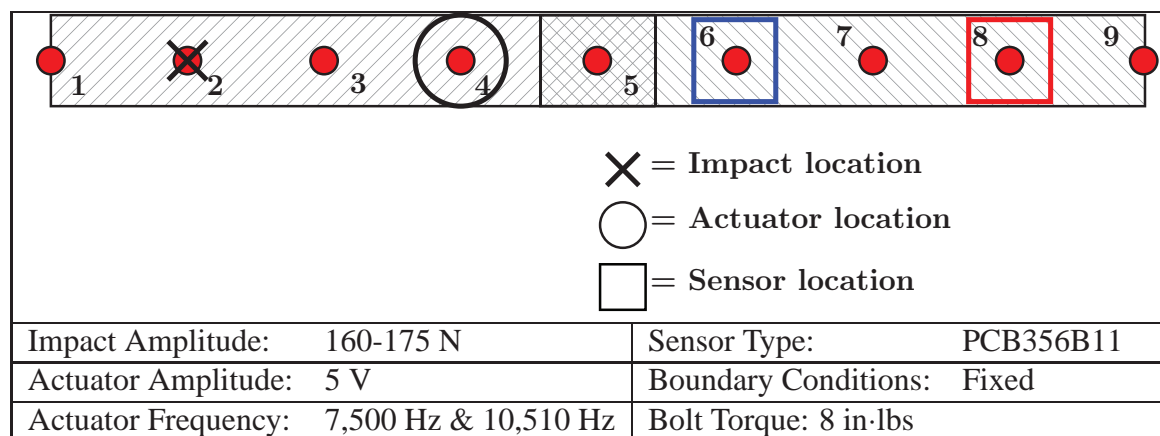 1 2 3 4 5 6 7 8 9
= Impact location
= Actuator location
= Sensor location
Impact Amplitude: 160-175 N Sensor Type: PCB356B11
Actuator Amplitude: 5 V Boundary Conditions: Fixed
Actuator Frequency: 7,500 Hz & 10,510 Hz Bolt Torque: 8 in·lbs